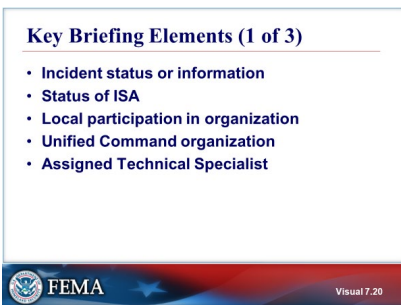 Key Briefing Elements (1 of 3)
• Incident status or information
• Status of ISA
• Local participation in organization
• Unified Command organization
• Assigned Technical Specialist
FEMA
Visual 7.20